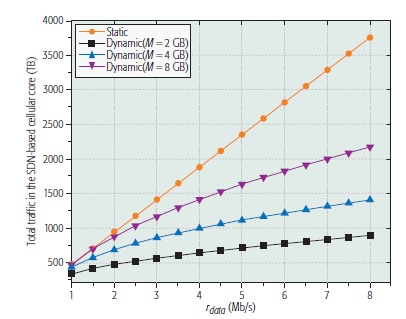 4000
3500
3000
2500
2000
1500
1000
500
Total traffic in the SDN-based cellular core (TB)
Static
Dynamic(M = 2 GB)
Dynamic(M = 4 GB)
Dynamic(M = 8 GB)
1 2 3 4 5 6 7 8
rdata (Mb/s)